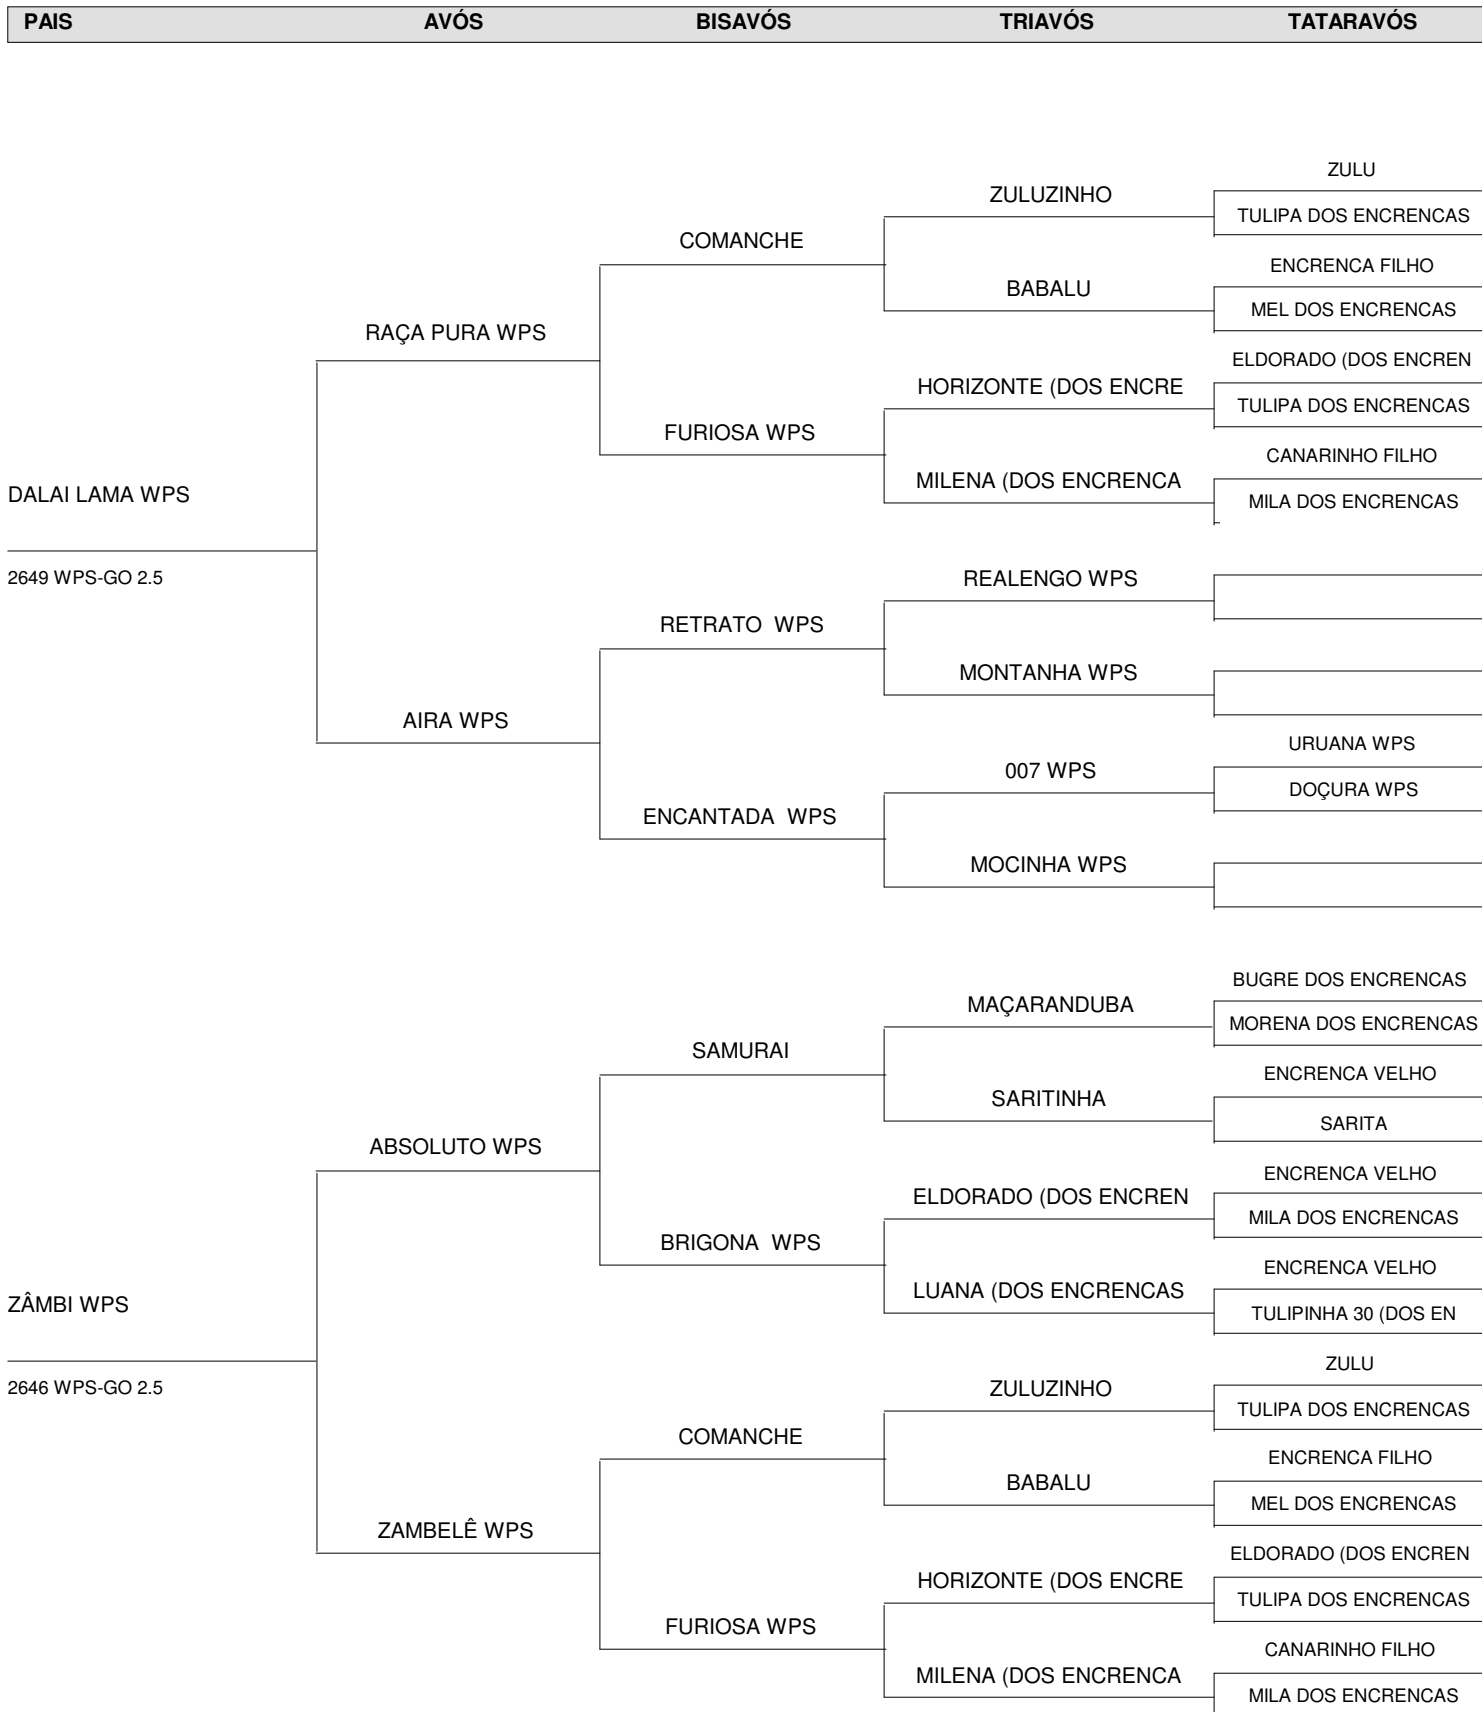 PAIS AVÓS BISAVÓS TRIAVÓS TATARAVÓS
ZULU
ZULUZINHO
TULIPA DOS ENCRENCAS
COMANCHE
ENCRENCA FILHO
BABALU
MEL DOS ENCRENCAS
RAÇA PURA WPS
ELDORADO (DOS ENCREN
HORIZONTE (DOS ENCRE
TULIPA DOS ENCRENCAS
FURIOSA WPS
CANARINHO FILHO
MILENA (DOS ENCRENCA
MILA DOS ENCRENCAS
DALAI LAMA WPS
2649 WPS-GO 2.5
REALENGO WPS
RETRATO WPS
MONTANHA WPS
AIRA WPS
URUANA WPS
007 WPS
DOÇURA WPS
ENCANTADA WPS
MOCINHA WPS
BUGRE DOS ENCRENCAS
MAÇARANDUBA
MORENA DOS ENCRENCAS
SAMURAI
ENCRENCA VELHO
SARITINHA
SARITA
ABSOLUTO WPS
ENCRENCA VELHO
ELDORADO (DOS ENCREN
MILA DOS ENCRENCAS
BRIGONA WPS
ENCRENCA VELHO
LUANA (DOS ENCRENCAS
TULIPINHA 30 (DOS EN
ZÂMBI WPS
2646 WPS-GO 2.5
ZULU
ZULUZINHO
TULIPA DOS ENCRENCAS
COMANCHE
ENCRENCA FILHO
BABALU
MEL DOS ENCRENCAS
ZAMBELÊ WPS
ELDORADO (DOS ENCREN
HORIZONTE (DOS ENCRE
TULIPA DOS ENCRENCAS
FURIOSA WPS
CANARINHO FILHO
MILENA (DOS ENCRENCA
MILA DOS ENCRENCAS